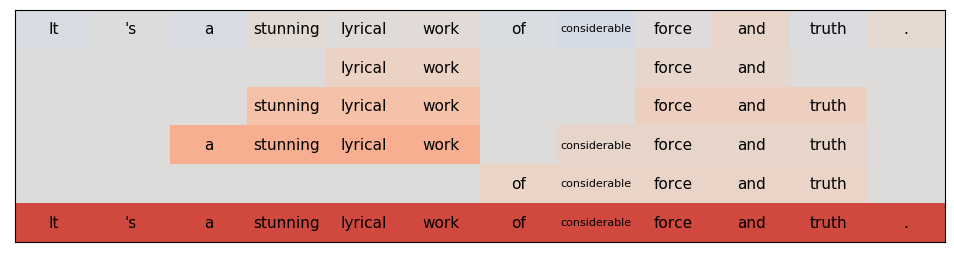 It 's a stunning lyrical work of considerable force and truth .
lyrical work force and
stunning lyrical work force and truth
a stunning lyrical work considerable force and truth
of considerable force and truth
It 's a stunning lyrical work of considerable force and truth .